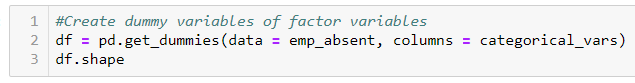 1 #Create dummy variables of factor variables
2 df = pd.get_dummies(data = emp_absent, columns = categorical_vars)
3 df.shape